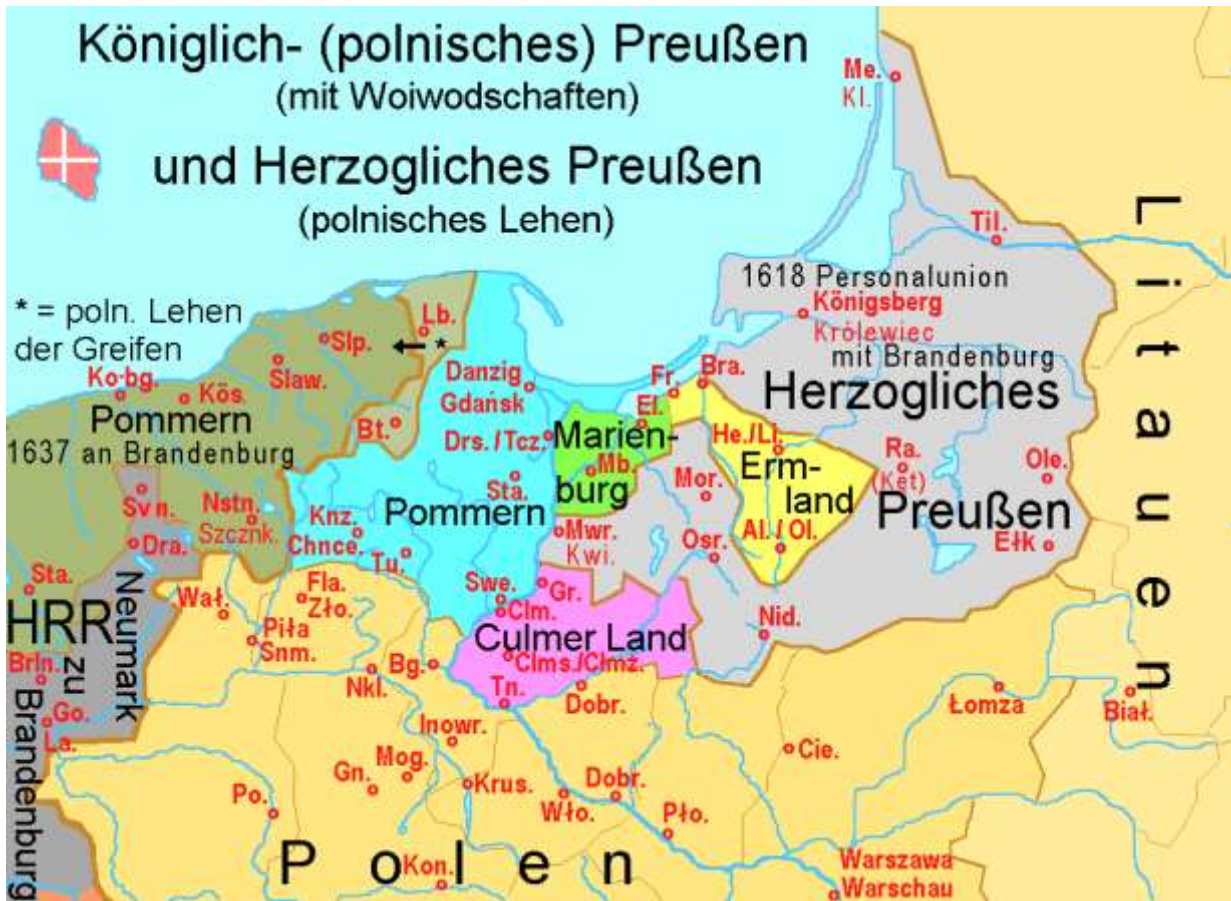 Königlich- (polnisches) Preußen
(mit Woiwodschaften)
und Herzogliches Preußen
(polnisches Lehen)
Me.
Kl.
Til.
Litauen
1618 Personalunion
Königsberg
Królewiec
mit Brandenburg
Herzogliches
Preußen
* = poln. Lehen
der Greifen
Lb.
*
Slp.
Slaw.
Ko·bg.
Kös.
Pommern
1637 an Brandenburg
Bt.
Danzig
Gdańsk
Drs. / Tcz.
Fr.
Bra.
El.
Marien-
burg
Mb.
He./Li.
Erm-
land
Al. / Ol.
Ra.
(Kęt)
Ole.
Ełk
Mor.
Osr.
Sta.
Pommern
Mwr.
Kwi.
Svn.
Nstn.
Szcznk.
Knz.
Chnce.
Tu.
Dra.
Sta.
HRR
zu
Brandenburg
Neumark
Wał.
Fla.
Zło.
Piła
Snm.
Swe.
Clm.
Gr.
Culmer Land
Clms./Clmż.
Tn.
Nid.
Brln.
Go.
La.
Nkl.
Bg.
Dobr.
Łomza
Biał.
Inowr.
Mog.
Gn.
Krus.
Cie.
Po.
Wło.
Dobr.
Pło.
Polen
Kon.
Warszawa
Warschau